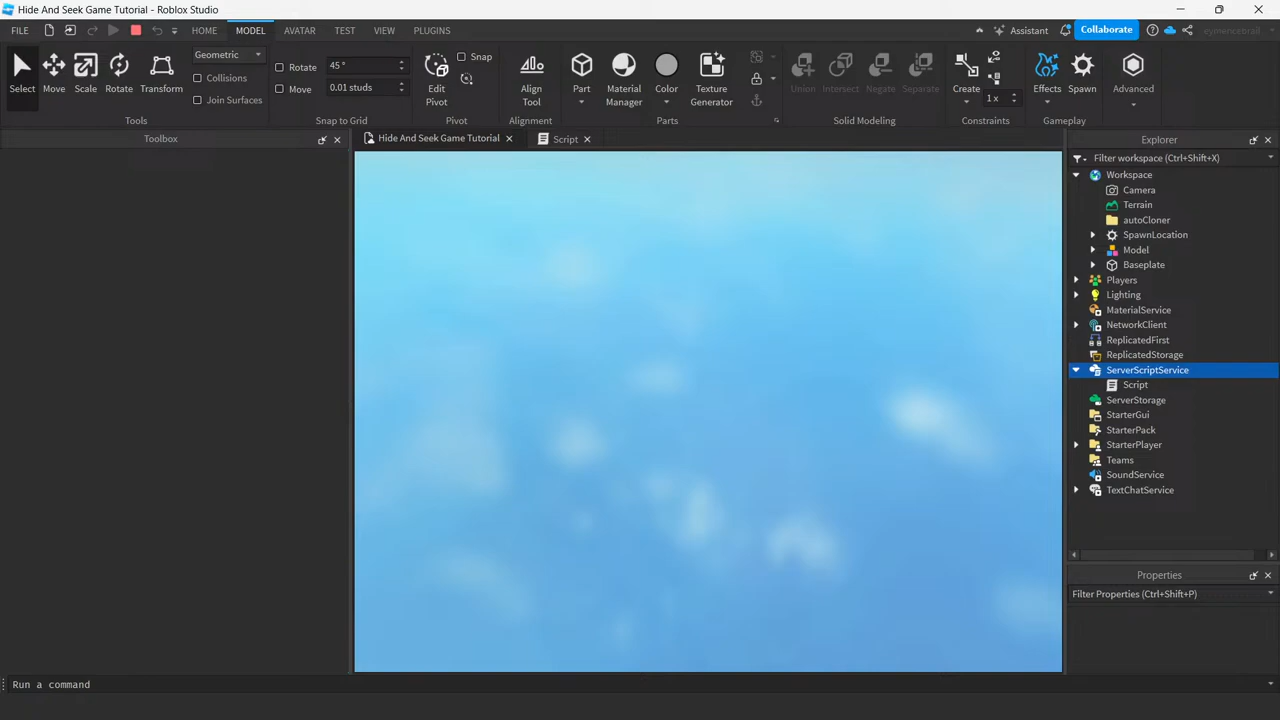 Hide And Seek Game Tutorial - Roblox Studio
FILE HOME MODEL AVATAR TEST VIEW PLUGINS Assistant Collaborate
Select Move Scale Rotate Transform
Geometric
Collisions
Join Surfaces
Tools
Rotate 45 °
Move 0.01 studs
Snap to Grid
Edit Pivot
Snap
Pivot
Align Tool
Alignment
Part
Material Manager
Color
Texture Generator
Parts
Union Intersect Negate Separate
Solid Modeling
Create
1 x
Constraints
Effects Spawn
Gameplay
Advanced
Toolbox
Hide And Seek Game Tutorial
Script
Explorer
Filter workspace (Ctrl+Shift+X)
Workspace
Camera
Terrain
autoCloner
SpawnLocation
Model
Baseplate
Players
Lighting
MaterialService
NetworkClient
ReplicatedFirst
ReplicatedStorage
ServerScriptService
Script
ServerStorage
StarterGui
StarterPack
StarterPlayer
Teams
SoundService
TextChatService
Properties
Filter Properties (Ctrl+Shift+P)
Run a command